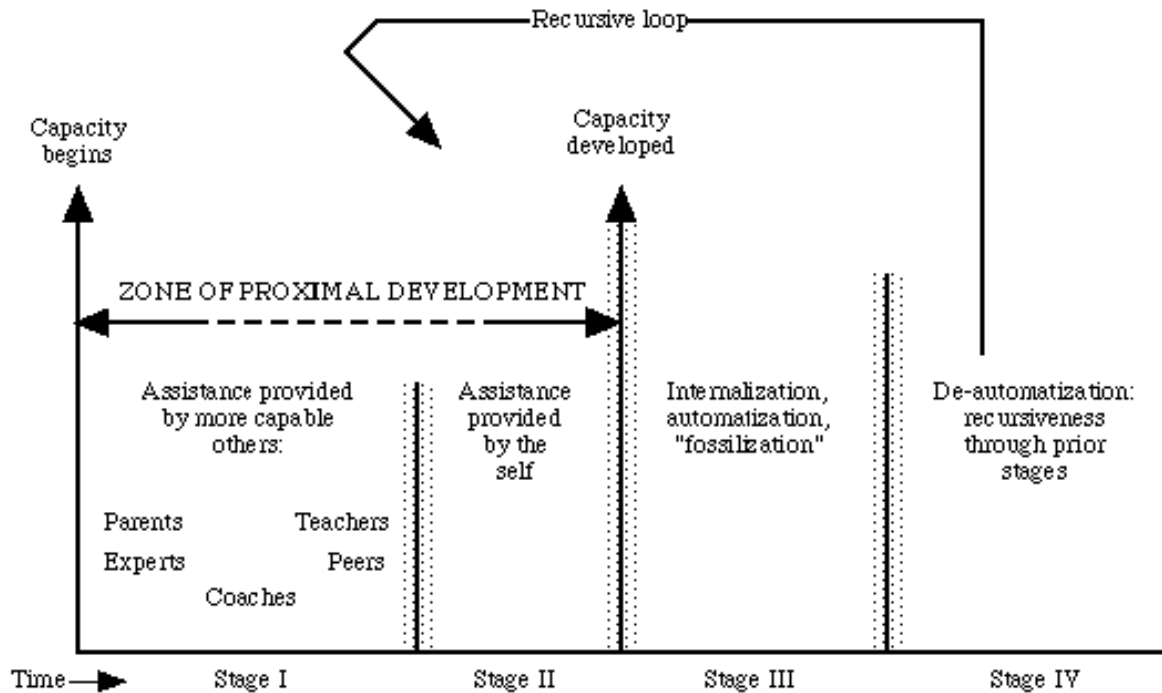 Recursive loop
Capacity
begins
Capacity
developed
ZONE OF PROXIMAL DEVELOPMENT
Assistance provided
by more capable
others:
Parents
Teachers
Experts
Peers
Coaches
Assistance
provided
by the
self
Internalization,
automatization,
"fossilization"
De-automatization:
recursiveness
through prior
stages
Time
Stage I
Stage II
Stage III
Stage IV